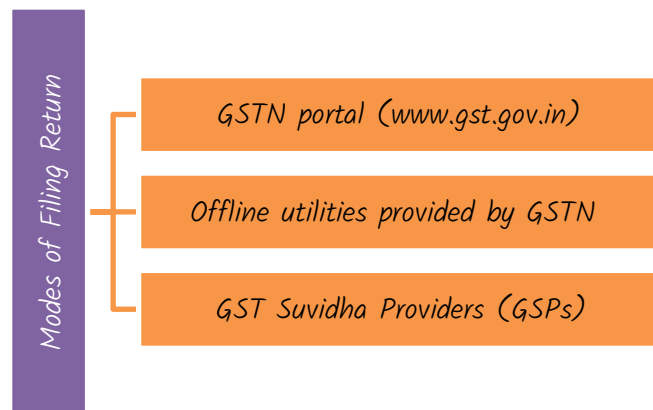 Modes of Filing Return
GSTN portal (www.gst.gov.in)
Offline utilities provided by GSTN
GST Suvidha Providers (GSPs)